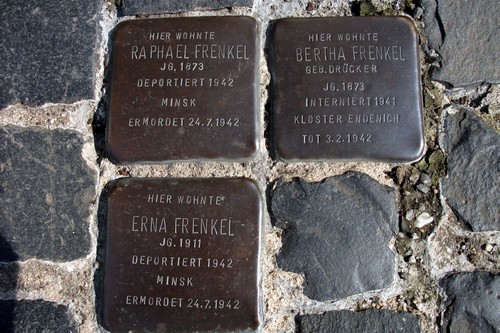 HIER WOHNTE
RAPHAEL FRENKEL
JG. 1873
DEPORTIERT 1942
MINSK
ERMORDET 24.7.1942
HIER WOHNTE
BERTHA FRENKEL
GEB. DRÜCKER
JG. 1873
INTERNIERT 1941
KLOSTER ENDENICH
TOT 3.2.1942
HIER WOHNTE
ERNA FRENKEL
JG. 1911
DEPORTIERT 1942
MINSK
ERMORDET 24.7.1942